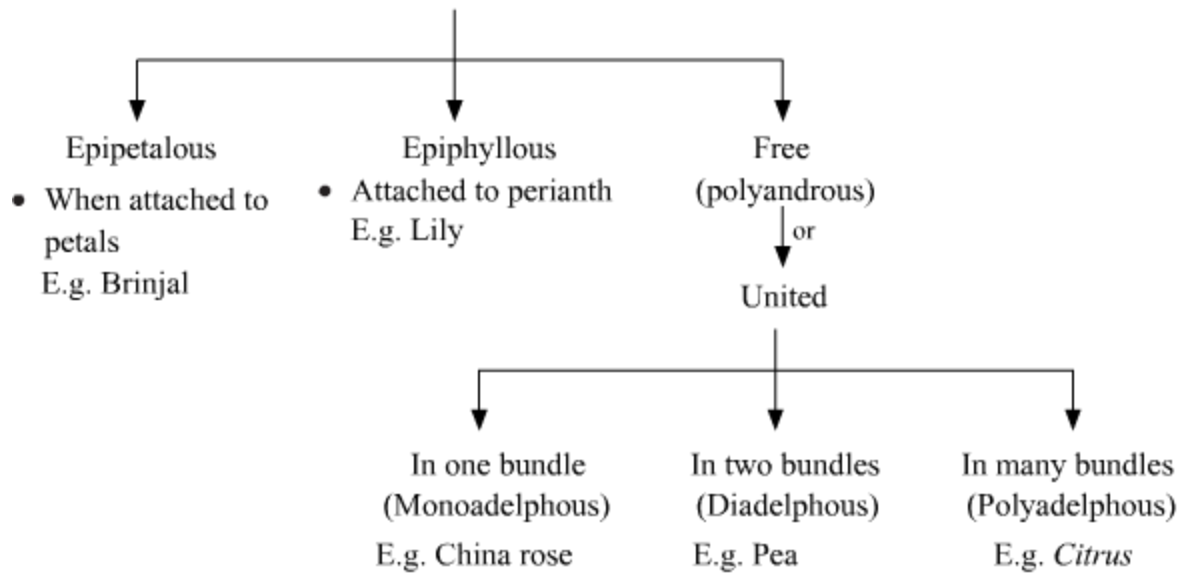 Epipetalous
• When attached to
petals
E.g. Brinjal
Epiphyllous
• Attached to perianth
E.g. Lily
Free
(polyandrous)
or
United
In one bundle
(Monoadelphous)
E.g. China rose
In two bundles
(Diadelphous)
E.g. Pea
In many bundles
(Polyadelphous)
E.g. Citrus